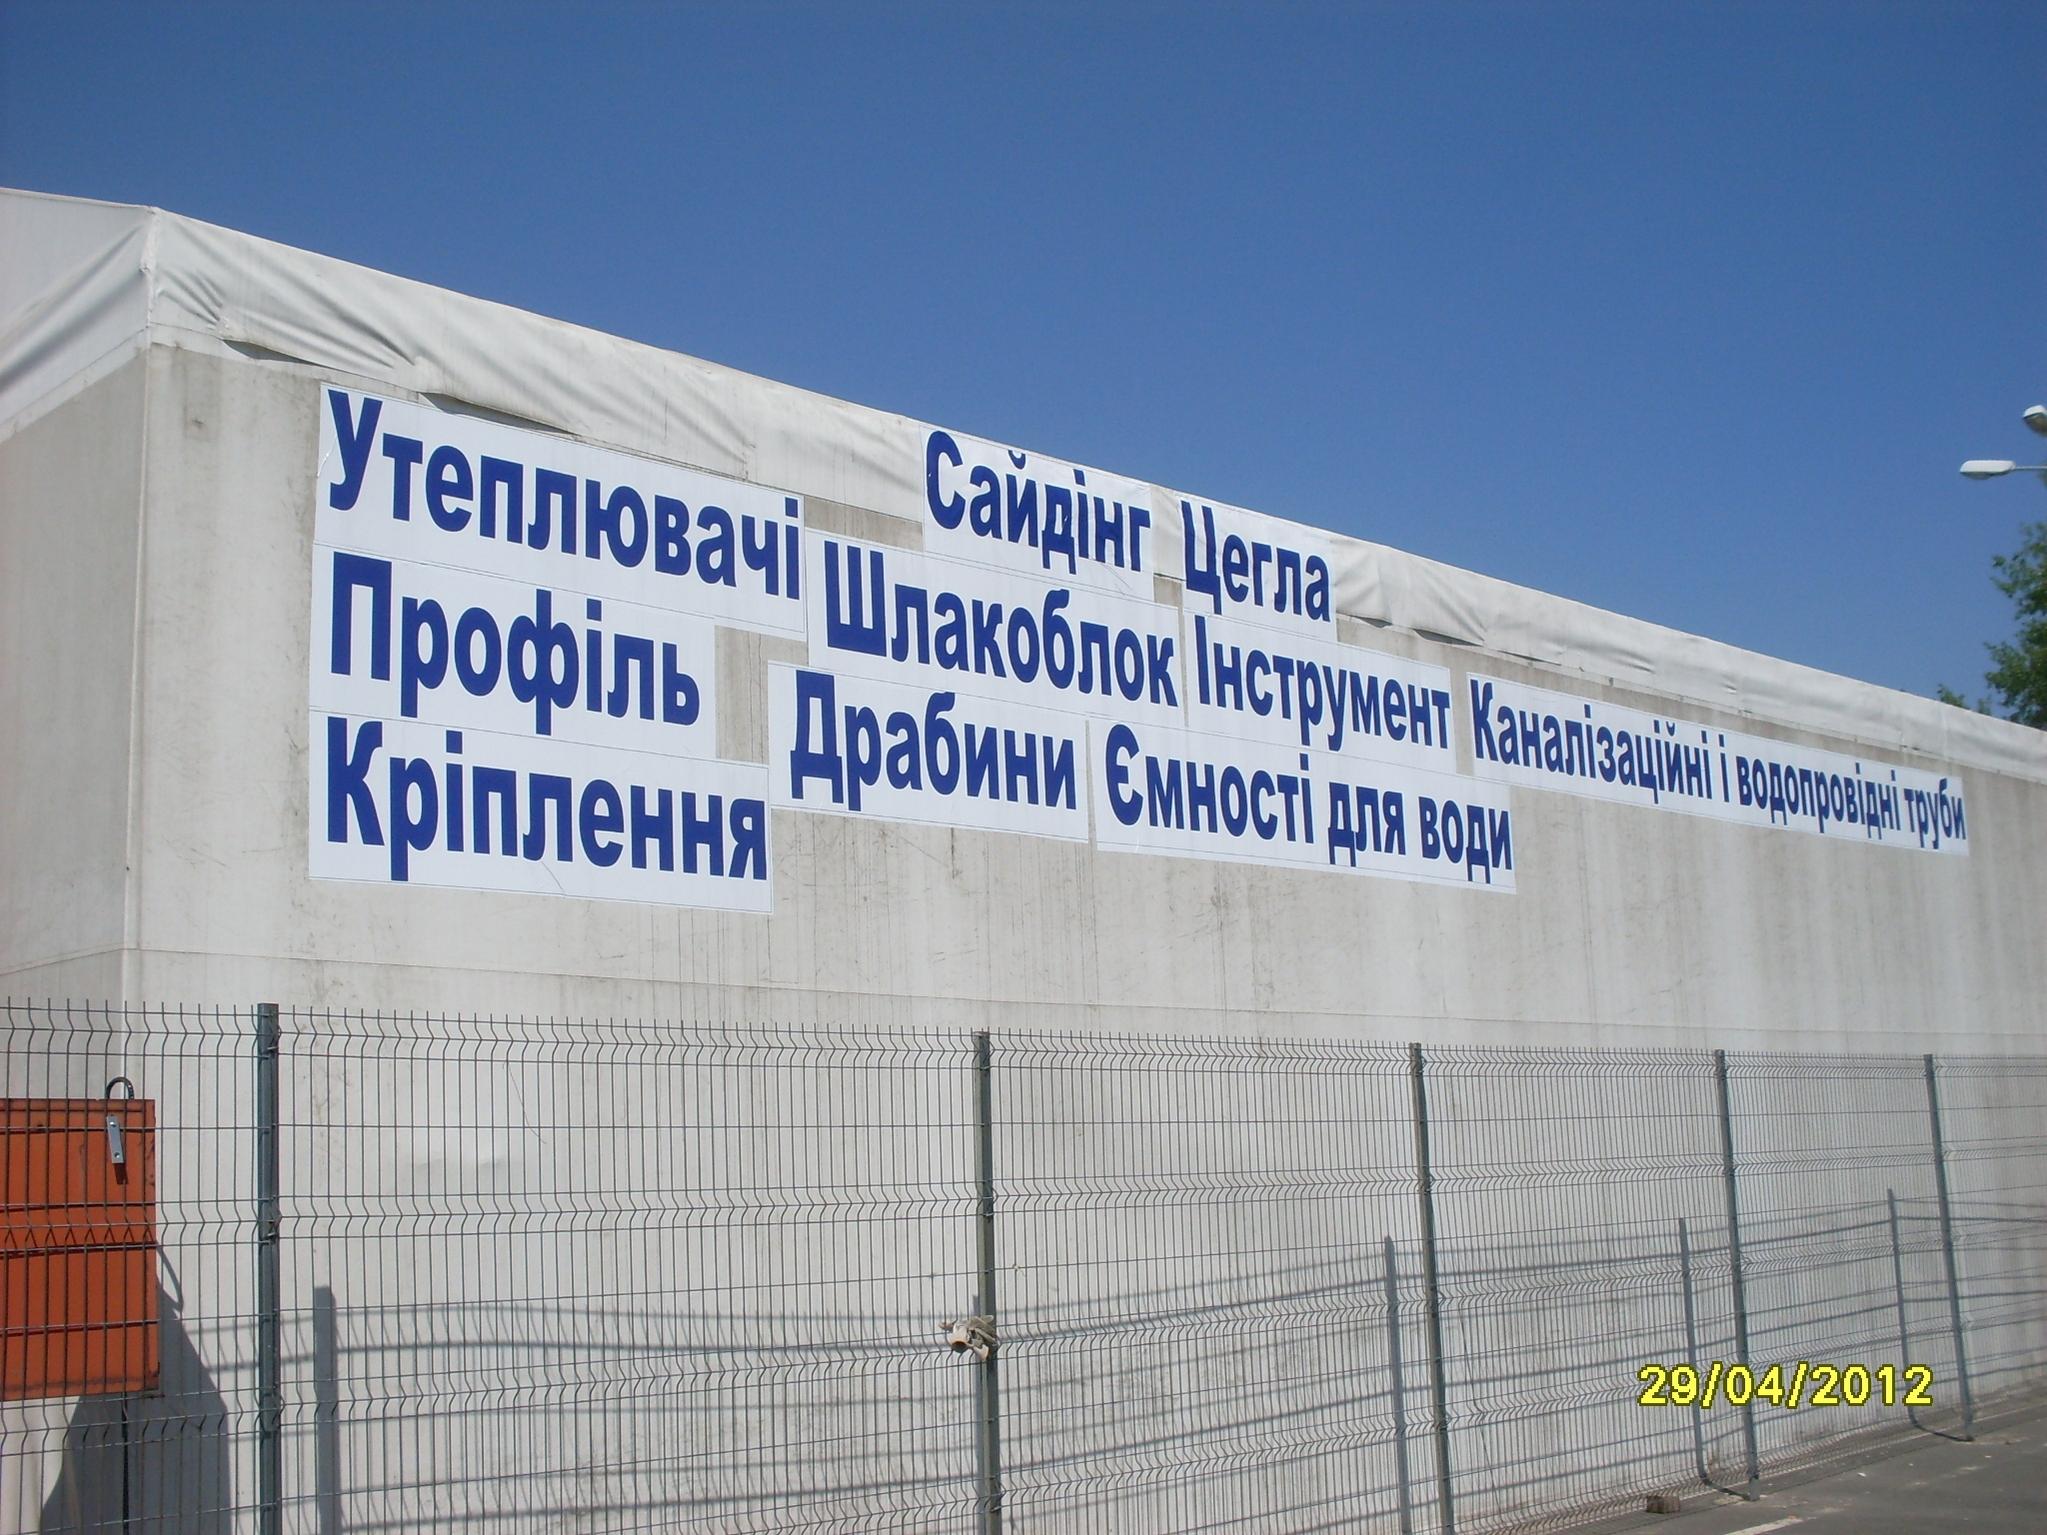 Утеплювачі
Сайдінг
Цегла
Профіль
Шлакоблок
Інструмент
Каналізаційні і водопровідні труби
Кріплення
Драбини
Ємності для води
29/04/2012